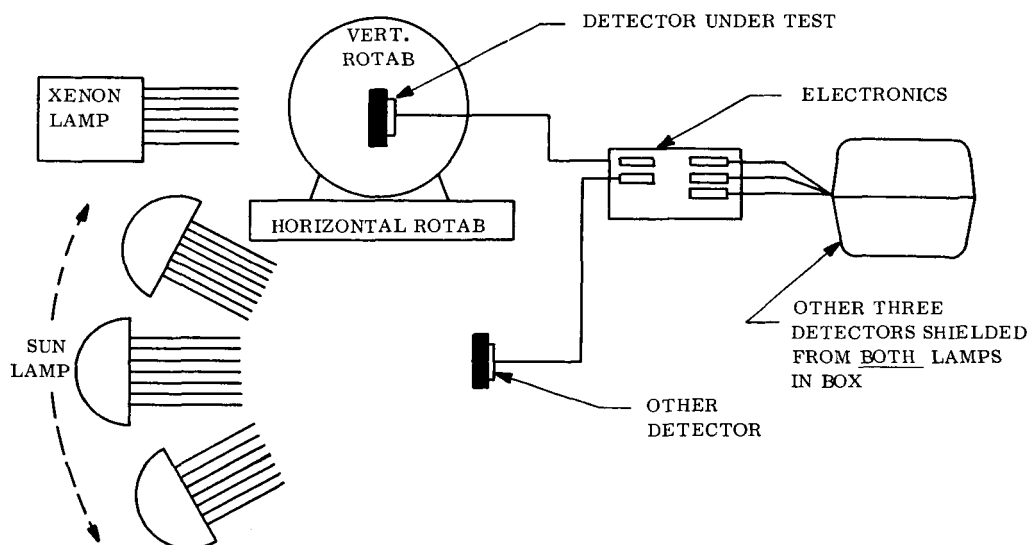 DETECTOR UNDER TEST
VERT.
ROTAB
XENON
LAMP
ELECTRONICS
HORIZONTAL ROTAB
SUN
LAMP
OTHER THREE
DETECTORS SHIELDED
FROM BOTH LAMPS
IN BOX
OTHER
DETECTOR